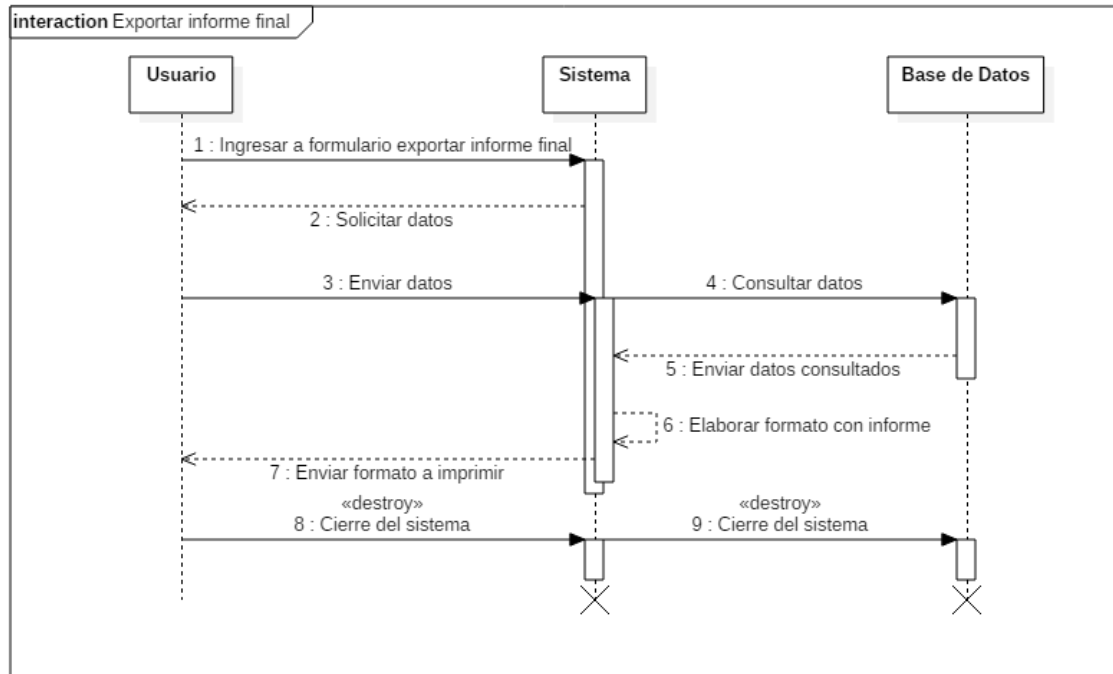 interaction Exportar informe final
Usuario
Sistema
Base de Datos
1 : Ingresar a formulario exportar informe final
2 : Solicitar datos
3 : Enviar datos
4 : Consultar datos
5 : Enviar datos consultados
6 : Elaborar formato con informe
7 : Enviar formato a imprimir
«destroy»
8 : Cierre del sistema
«destroy»
9 : Cierre del sistema